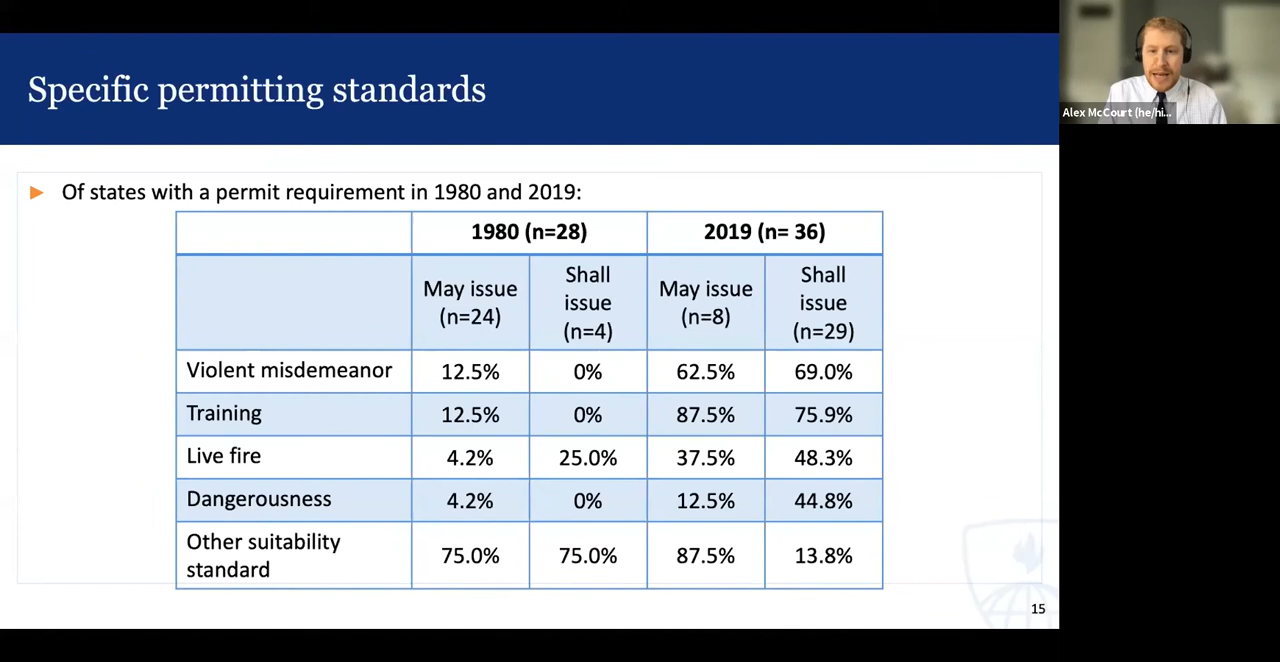 Specific permitting standards
Alex McCourt (he/hi...
► Of states with a permit requirement in 1980 and 2019:
1980 (n=28) 2019 (n= 36)
May issue (n=24) Shall issue (n=4) May issue (n=8) Shall issue (n=29)
Violent misdemeanor 12.5% 0% 62.5% 69.0%
Training 12.5% 0% 87.5% 75.9%
Live fire 4.2% 25.0% 37.5% 48.3%
Dangerousness 4.2% 0% 12.5% 44.8%
Other suitability standard 75.0% 75.0% 87.5% 13.8%
15